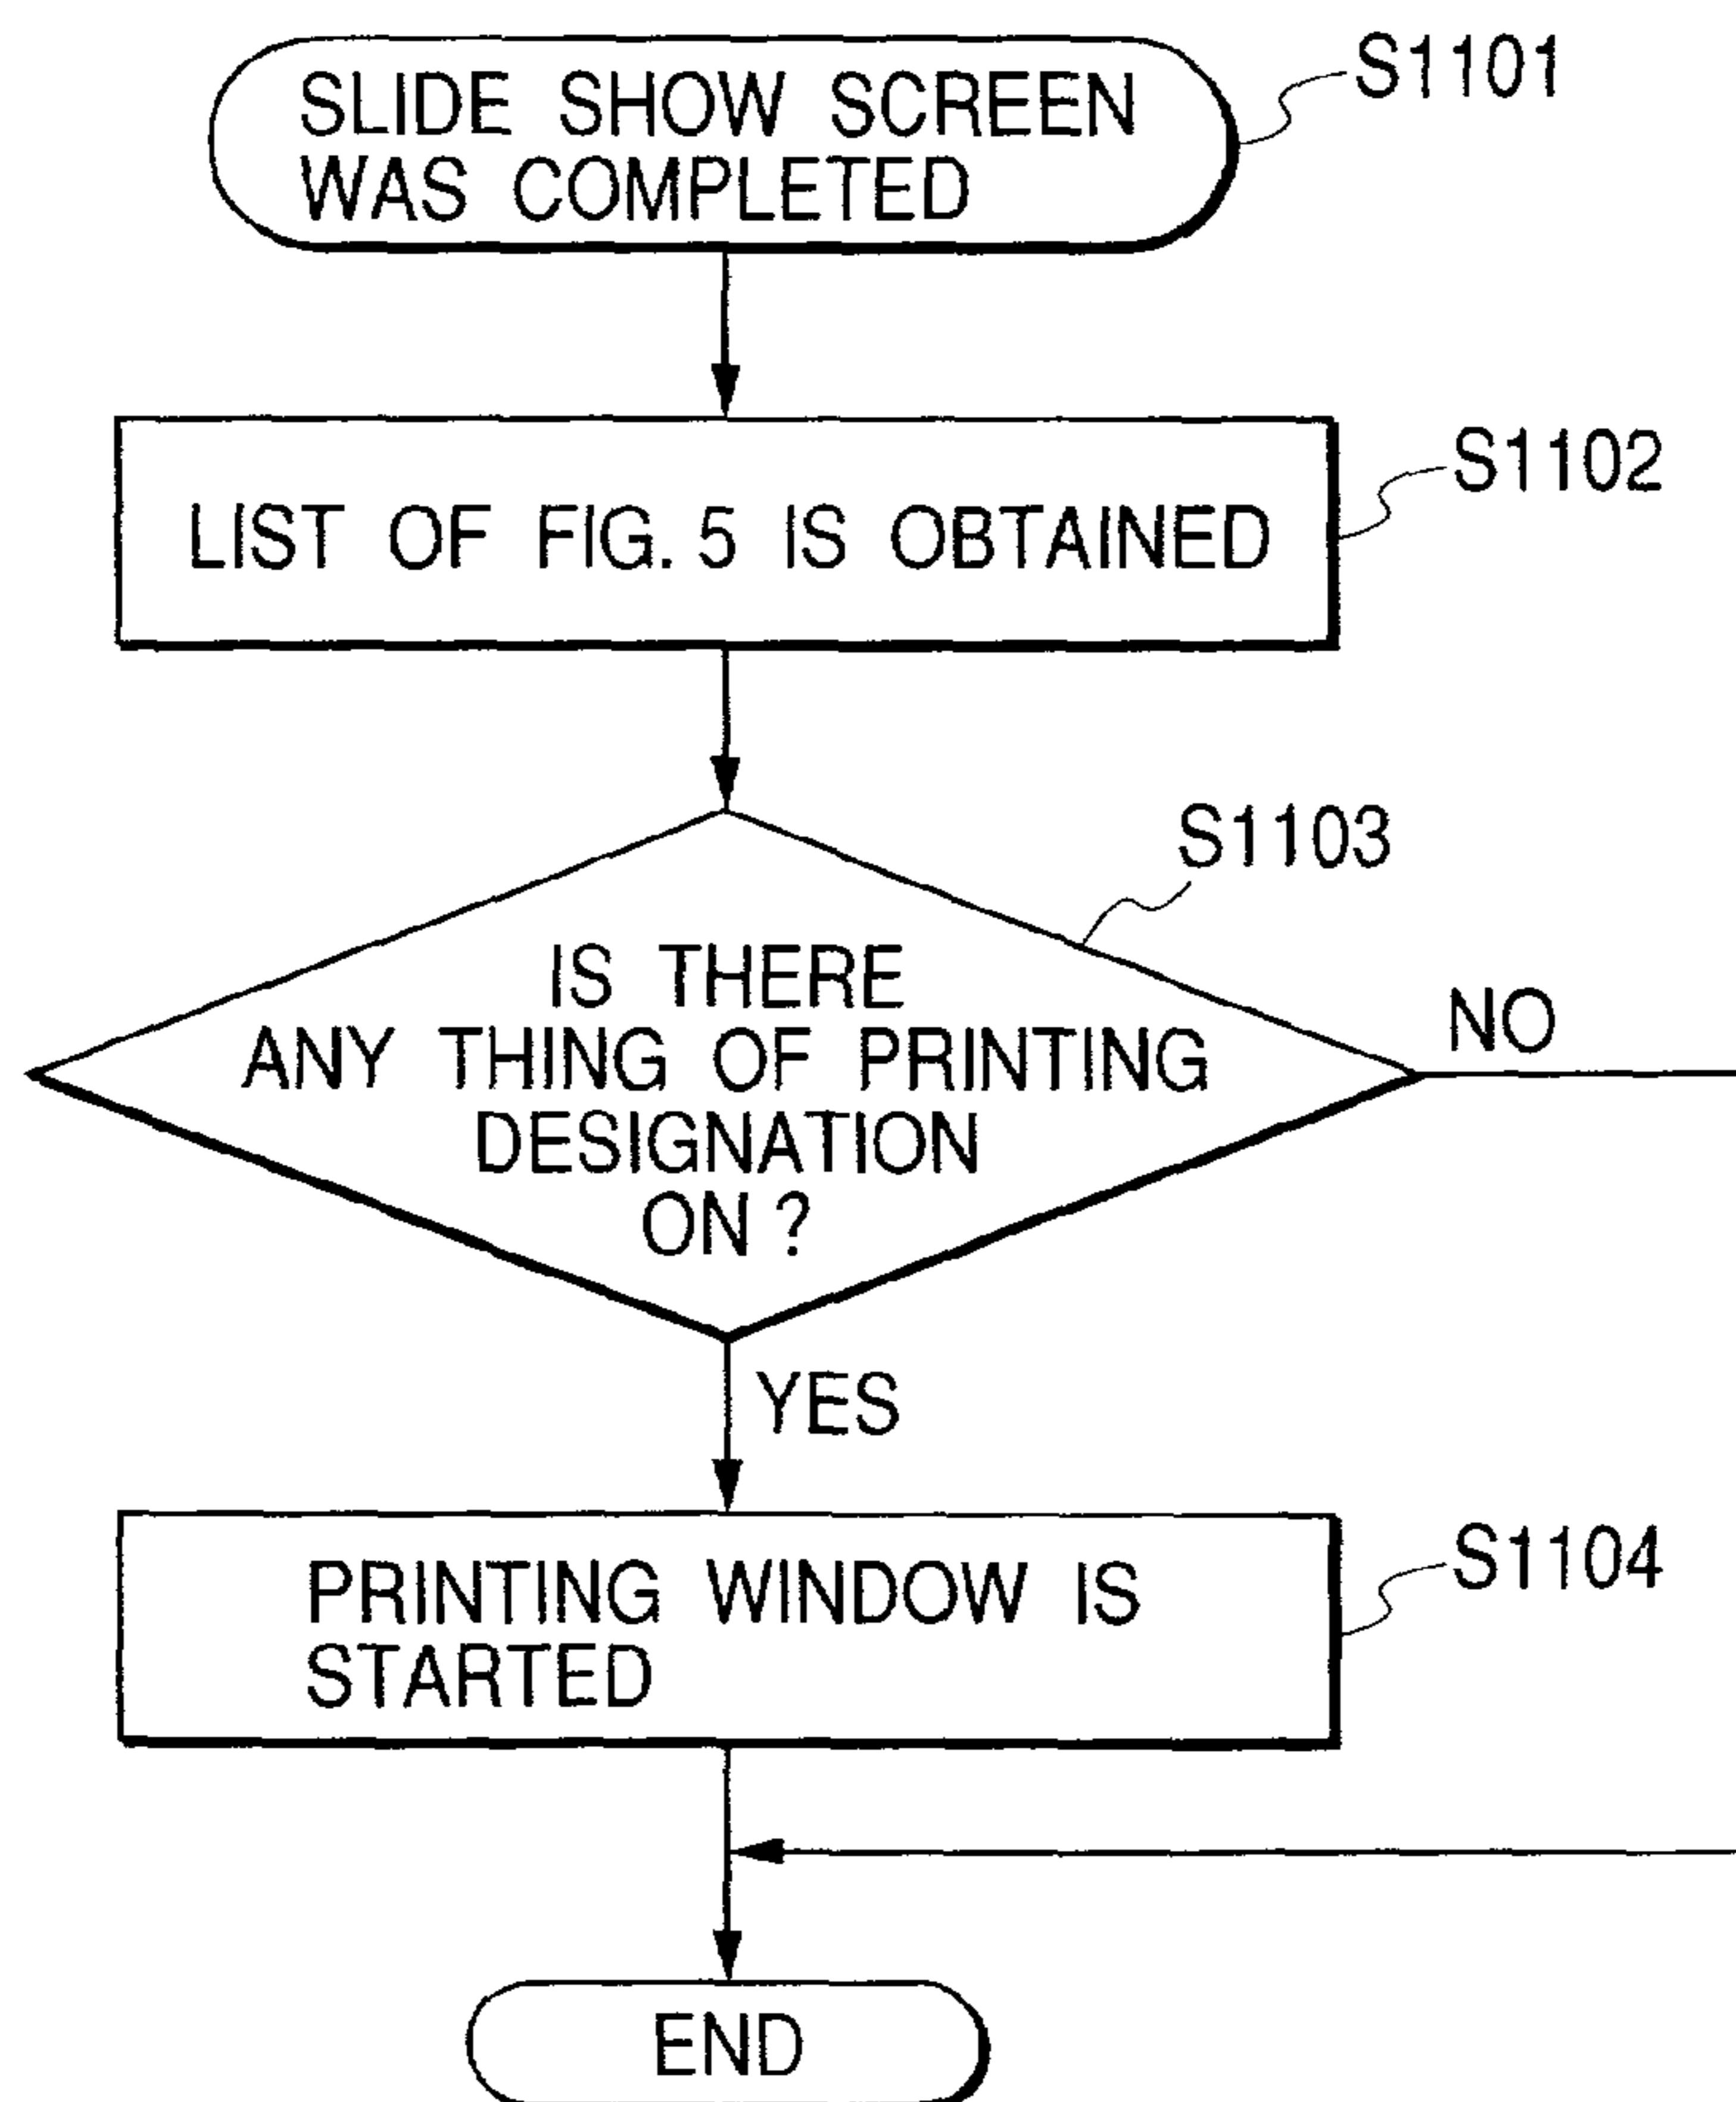 SLIDE SHOW SCREEN
WAS COMPLETED
S1101
LIST OF FIG. 5 IS OBTAINED
S1102
S1103
IS THERE
ANY THING OF PRINTING
DESIGNATION
ON ?
NO
YES
PRINTING WINDOW IS
STARTED
S1104
END